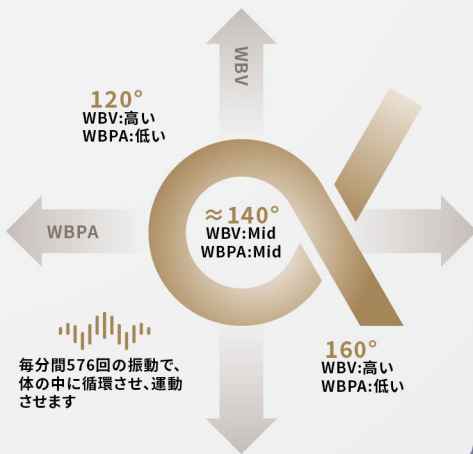 WBV
120°
WBV:高い
WBPA:低い
WBPA
≈140°
WBV:Mid
WBPA:Mid
毎分間576回の振動で、
体の中に循環させ、運動
させます
160°
WBV:高い
WBPA:低い